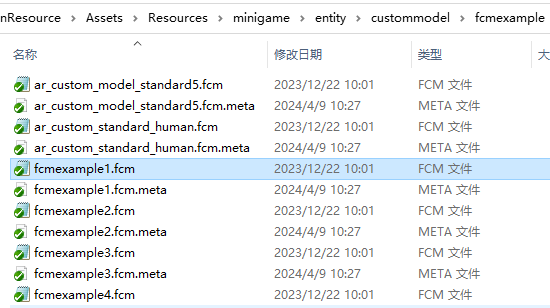 nResource > Assets > Resources > minigame > entity > custommodel > fcmexample
名称 修改日期 类型 大
ar_custom_model_standard5.fcm 2023/12/22 10:01 FCM 文件
ar_custom_model_standard5.fcm.meta 2024/4/9 10:27 META 文件
ar_custom_standard_human.fcm 2023/12/22 10:01 FCM 文件
ar_custom_standard_human.fcm.meta 2024/4/9 10:27 META 文件
fcmexample1.fcm 2023/12/22 10:01 FCM 文件
fcmexample1.fcm.meta 2024/4/9 10:27 META 文件
fcmexample2.fcm 2023/12/22 10:01 FCM 文件
fcmexample2.fcm.meta 2024/4/9 10:27 META 文件
fcmexample3.fcm 2023/12/22 10:01 FCM 文件
fcmexample3.fcm.meta 2024/4/9 10:27 META 文件
fcmexample4.fcm 2023/12/22 10:01 FCM 文件